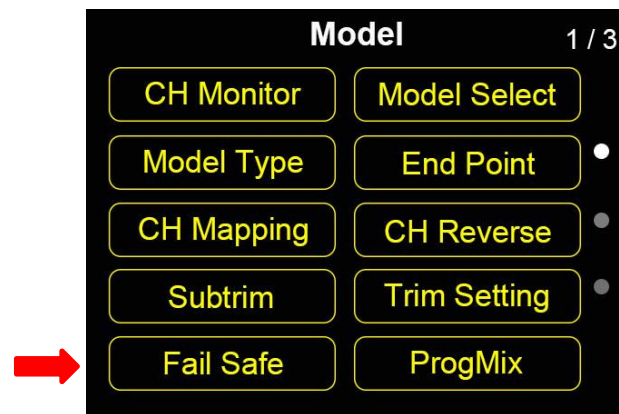 Model 1 / 3
CH Monitor Model Select
Model Type End Point
CH Mapping CH Reverse
Subtrim Trim Setting
Fail Safe ProgMix